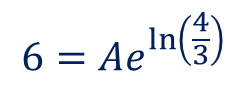 6 = Ae^{ln(4/3)}